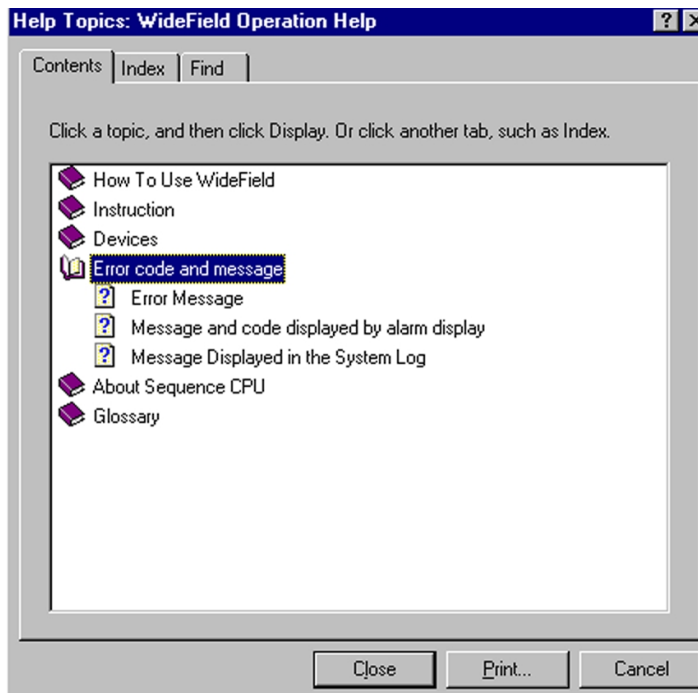 Help Topics: WideField Operation Help
Contents Index Find
Click a topic, and then click Display. Or click another tab, such as Index.
How To Use WideField
Instruction
Devices
Error code and message
Error Message
Message and code displayed by alarm display
Message Displayed in the System Log
About Sequence CPU
Glossary
Close Print... Cancel